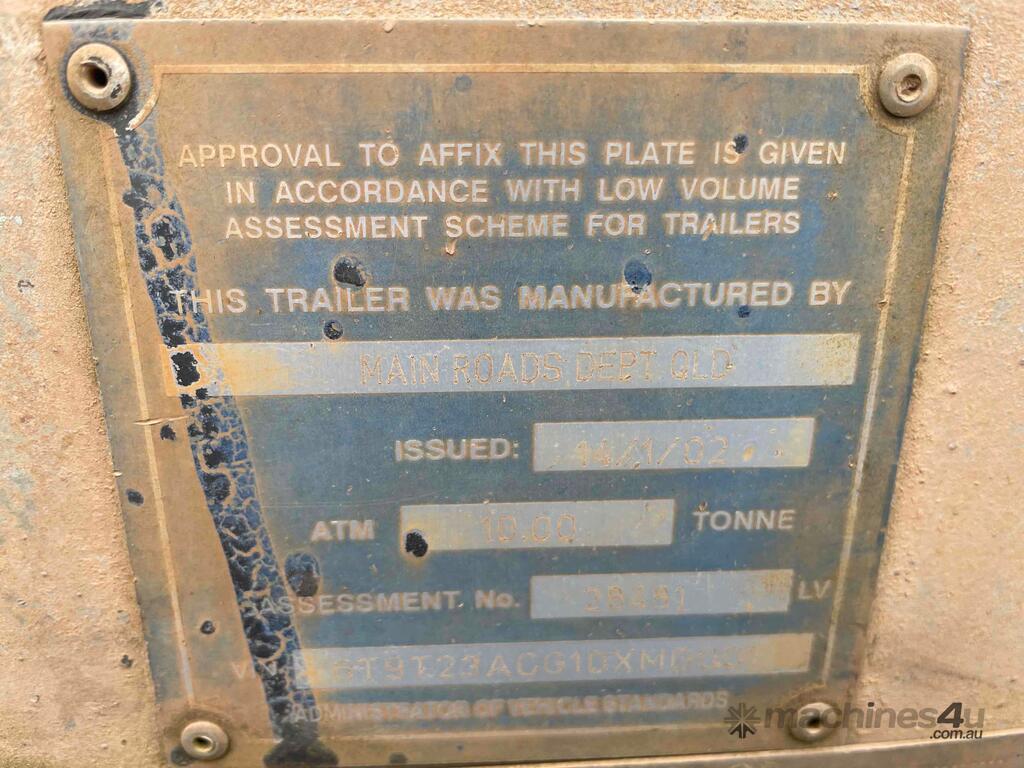 APPROVAL TO AFFIX THIS PLATE IS GIVEN
IN ACCORDANCE WITH LOW VOLUME
ASSESSMENT SCHEME FOR TRAILERS
THIS TRAILER WAS MANUFACTURED BY
MAIN ROADS DEPT QLD
ISSUED: 14/1/02
ATM 10.00 TONNE
ASSESSMENT No. 28491 LV
ADMINISTRATOR OF VEHICLE STANDARDS
machines4u
.com.au